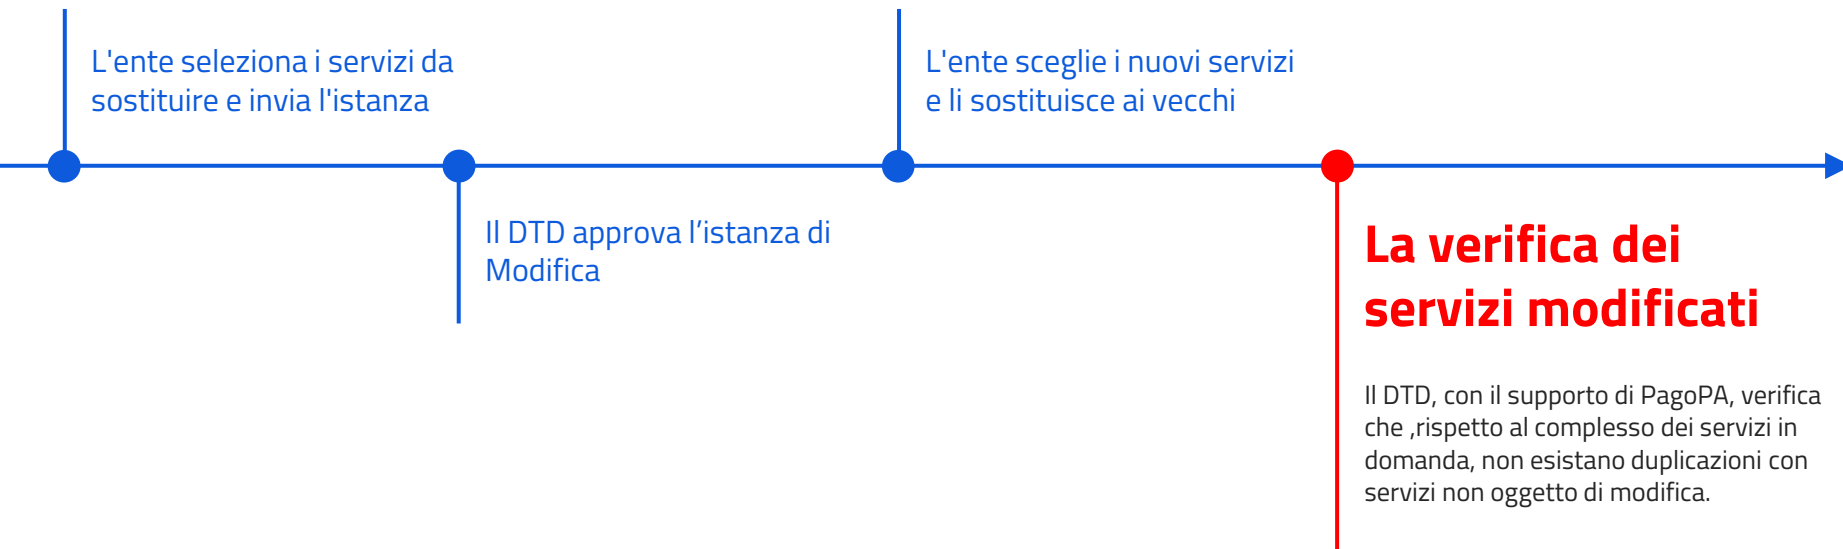 L'ente seleziona i servizi da
sostituire e invia l'istanza
Il DTD approva l’istanza di
Modifica
L'ente sceglie i nuovi servizi
e li sostituisce ai vecchi
La verifica dei
servizi modificati
Il DTD, con il supporto di PagoPA, verifica
che ,rispetto al complesso dei servizi in
domanda, non esistano duplicazioni con
servizi non oggetto di modifica.